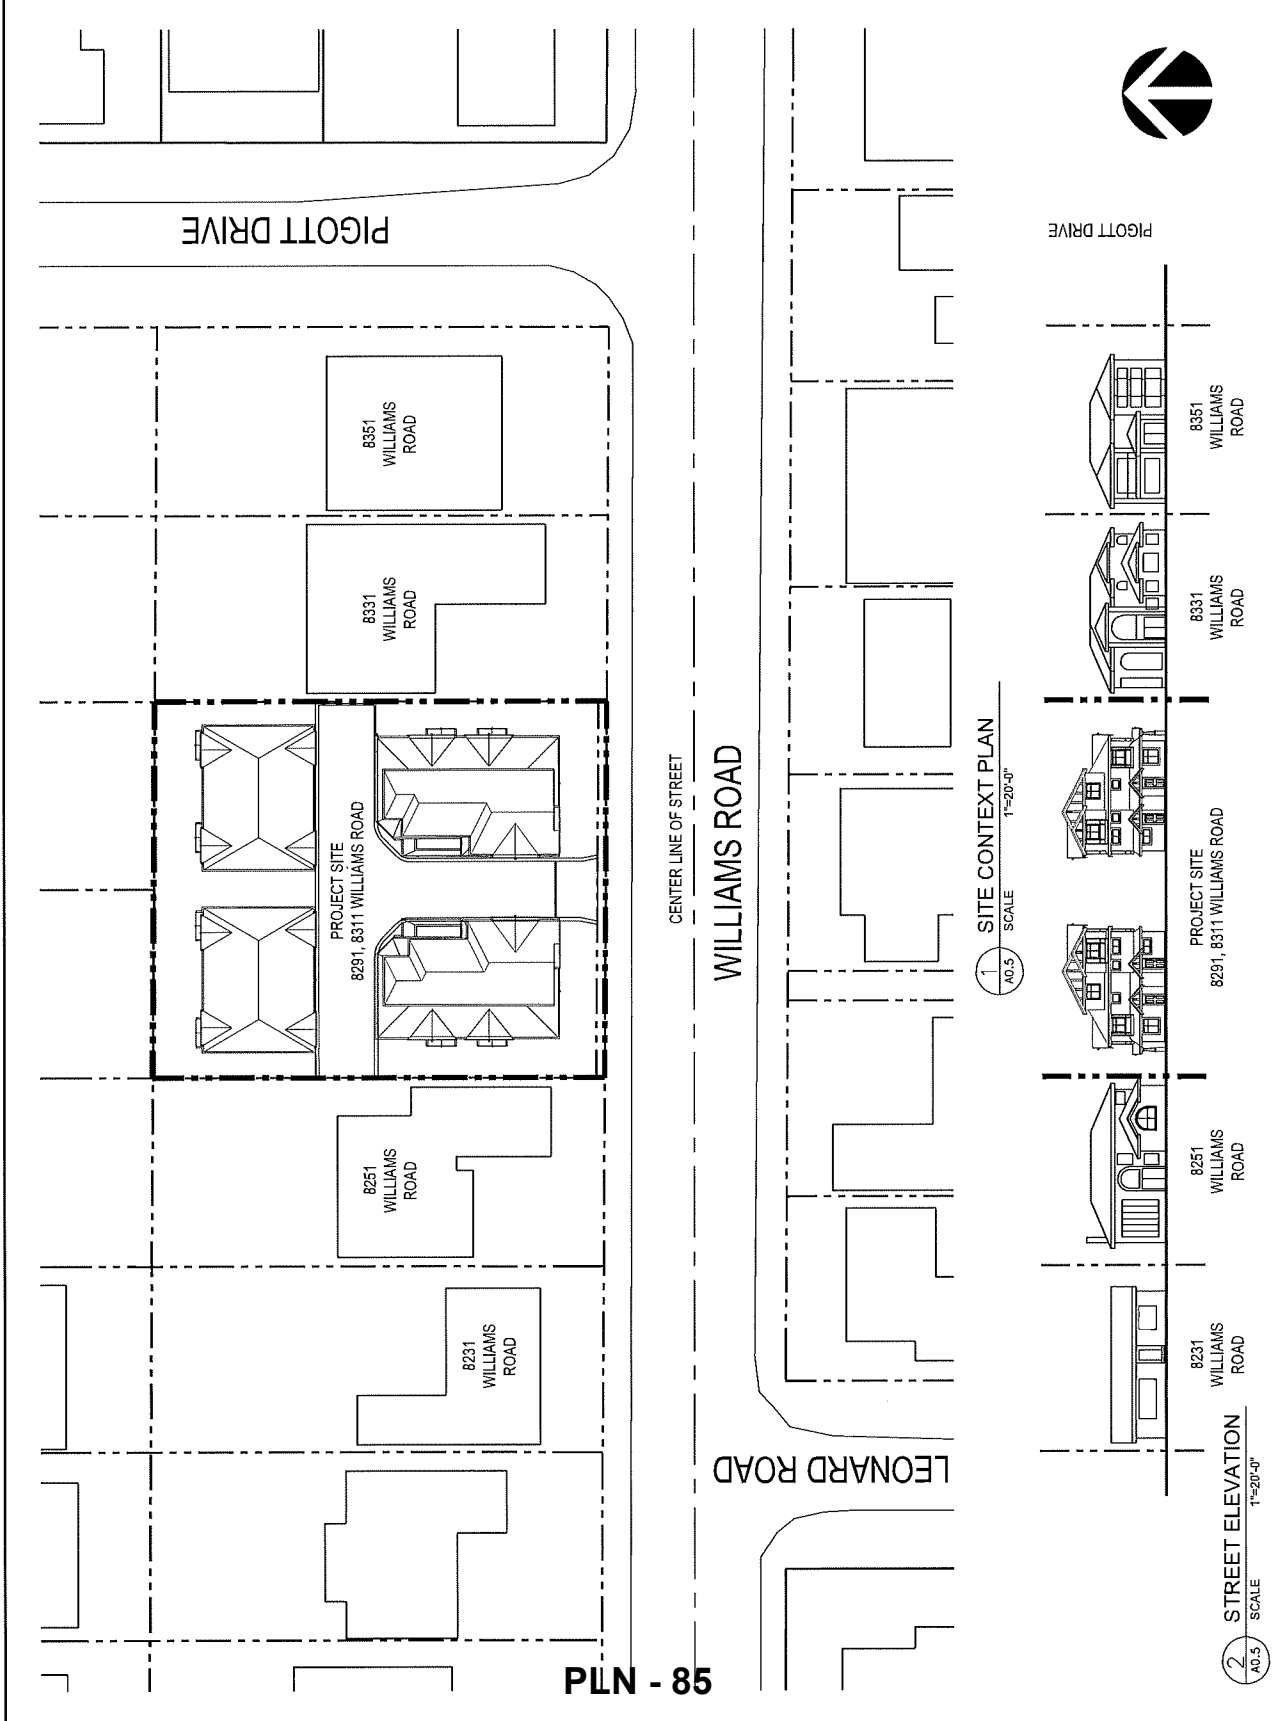 PIGOTT DRIVE
8351
WILLIAMS
ROAD
8331
WILLIAMS
ROAD
PROJECT SITE
8291, 8311 WILLIAMS ROAD
8251
WILLIAMS
ROAD
8231
WILLIAMS
ROAD
CENTER LINE OF STREET
WILLIAMS ROAD
LEONARD ROAD
1
A0.5
SITE CONTEXT PLAN
SCALE 1"=20'-0"
PIGOTT DRIVE
8351
WILLIAMS
ROAD
8331
WILLIAMS
ROAD
PROJECT SITE
8291, 8311 WILLIAMS ROAD
8251
WILLIAMS
ROAD
8231
WILLIAMS
ROAD
2
A0.5
STREET ELEVATION
SCALE 1"=20'-0"
PLN - 85